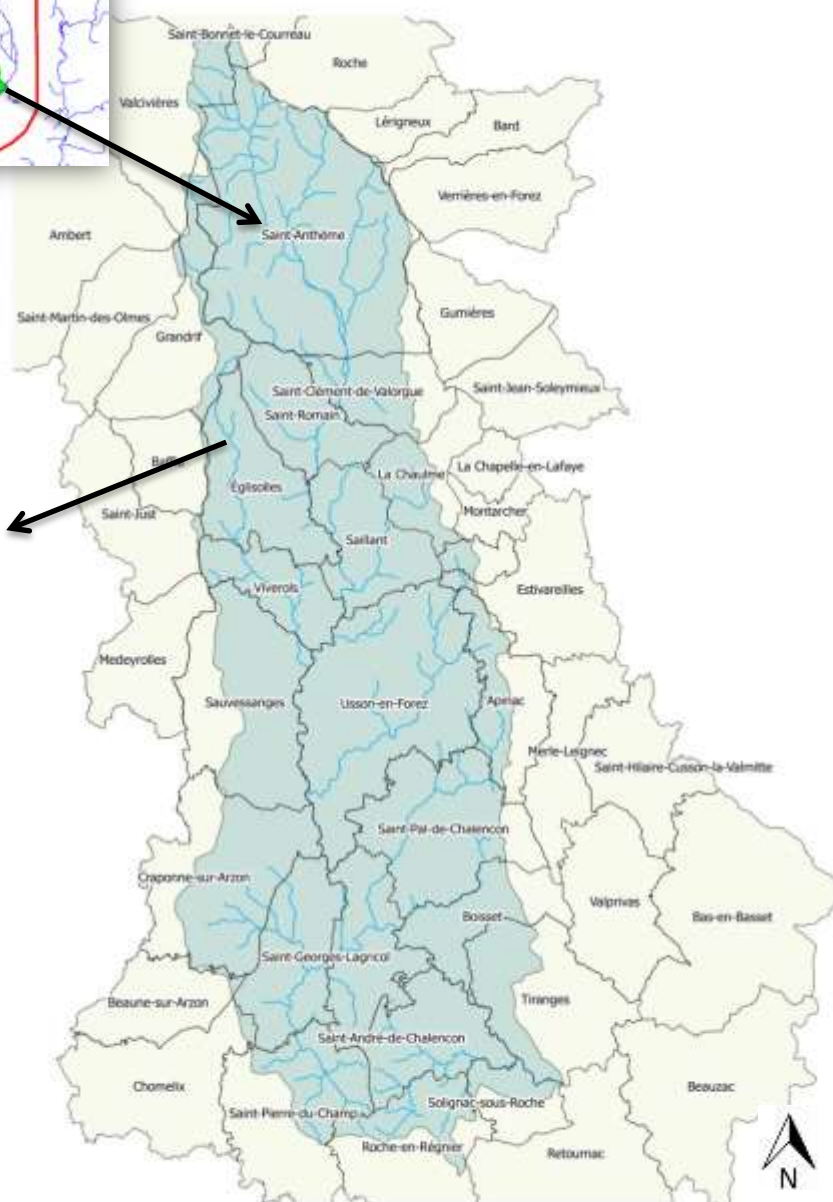 Saint-Bonnet-le-Courreau
Roche
Valcivières
Lérigneux
Bard
Verrières-en-Forez
Ambert
Saint-Anthème
Saint-Martin-des-Olmes
Gumières
Grandrif
Saint-Clément-de-Valorgue
Saint-Jean-Soleymieux
Saint-Romain
Baffie
La Chaulme
La Chapelle-en-Lafaye
Églisolles
Saint-Just
Montarcher
Saillant
Viverols
Estivareilles
Medeyrolles
Sauvessanges
Usson-en-Forez
Apinac
Merle-Leignec
Saint-Hilaire-Cusson-la-Valmitte
Saint-Pal-de-Chalencon
Craponne-sur-Arzon
Valprivas
Boisset
Bas-en-Basset
Saint-Georges-Lagricol
Beaune-sur-Arzon
Tiranges
Saint-André-de-Chalencon
Chomelix
Beauzac
Solignac-sous-Roche
Saint-Pierre-du-Champ
Roche-en-Régnier
Retournac
N